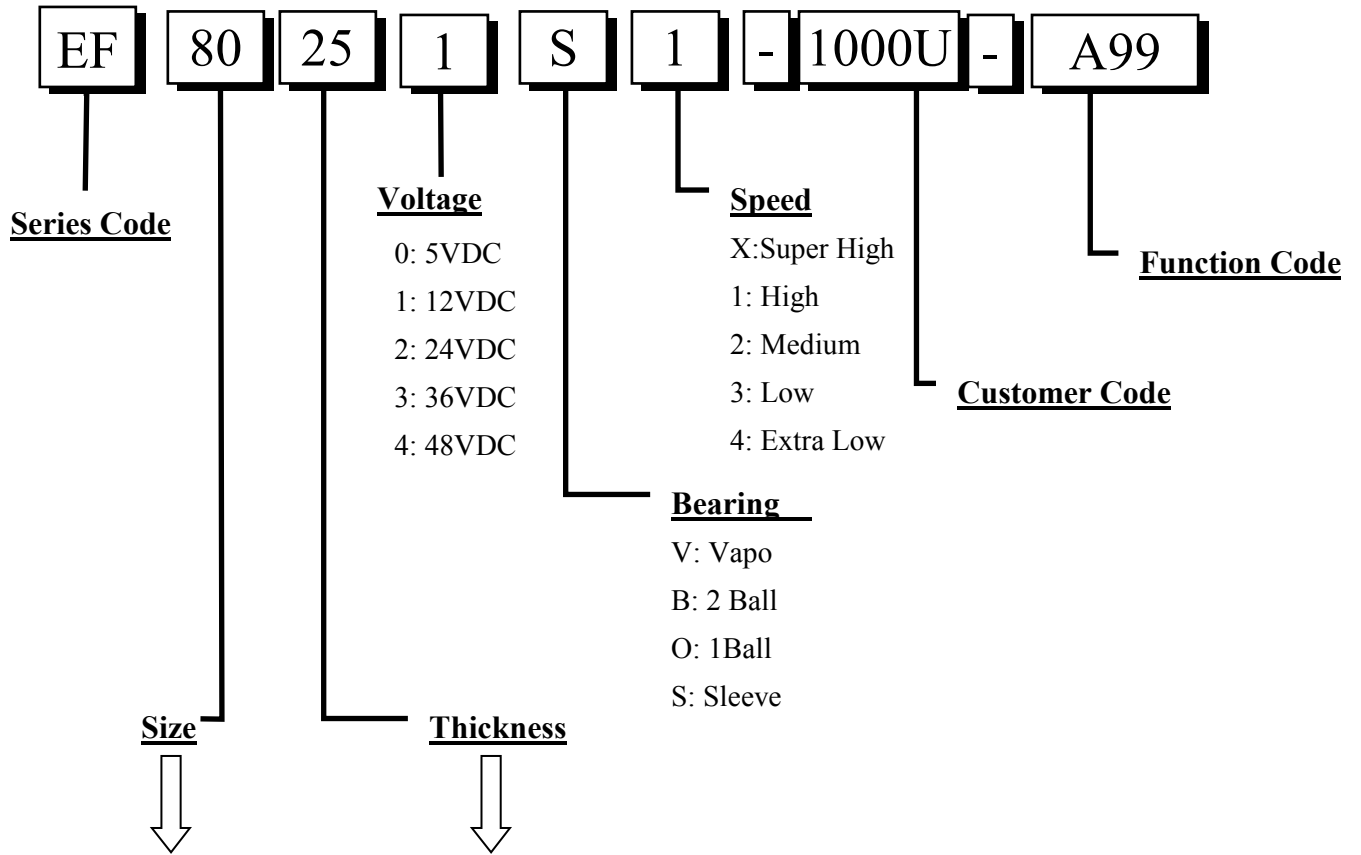 EF 80 25 1 S 1 - 1000U - A99
Series Code
Voltage
0: 5VDC
1: 12VDC
2: 24VDC
3: 36VDC
4: 48VDC
Speed
X:Super High
1: High
2: Medium
3: Low
4: Extra Low
Function Code
Customer Code
Bearing
V: Vapo
B: 2 Ball
O: 1Ball
S: Sleeve
Size
Thickness